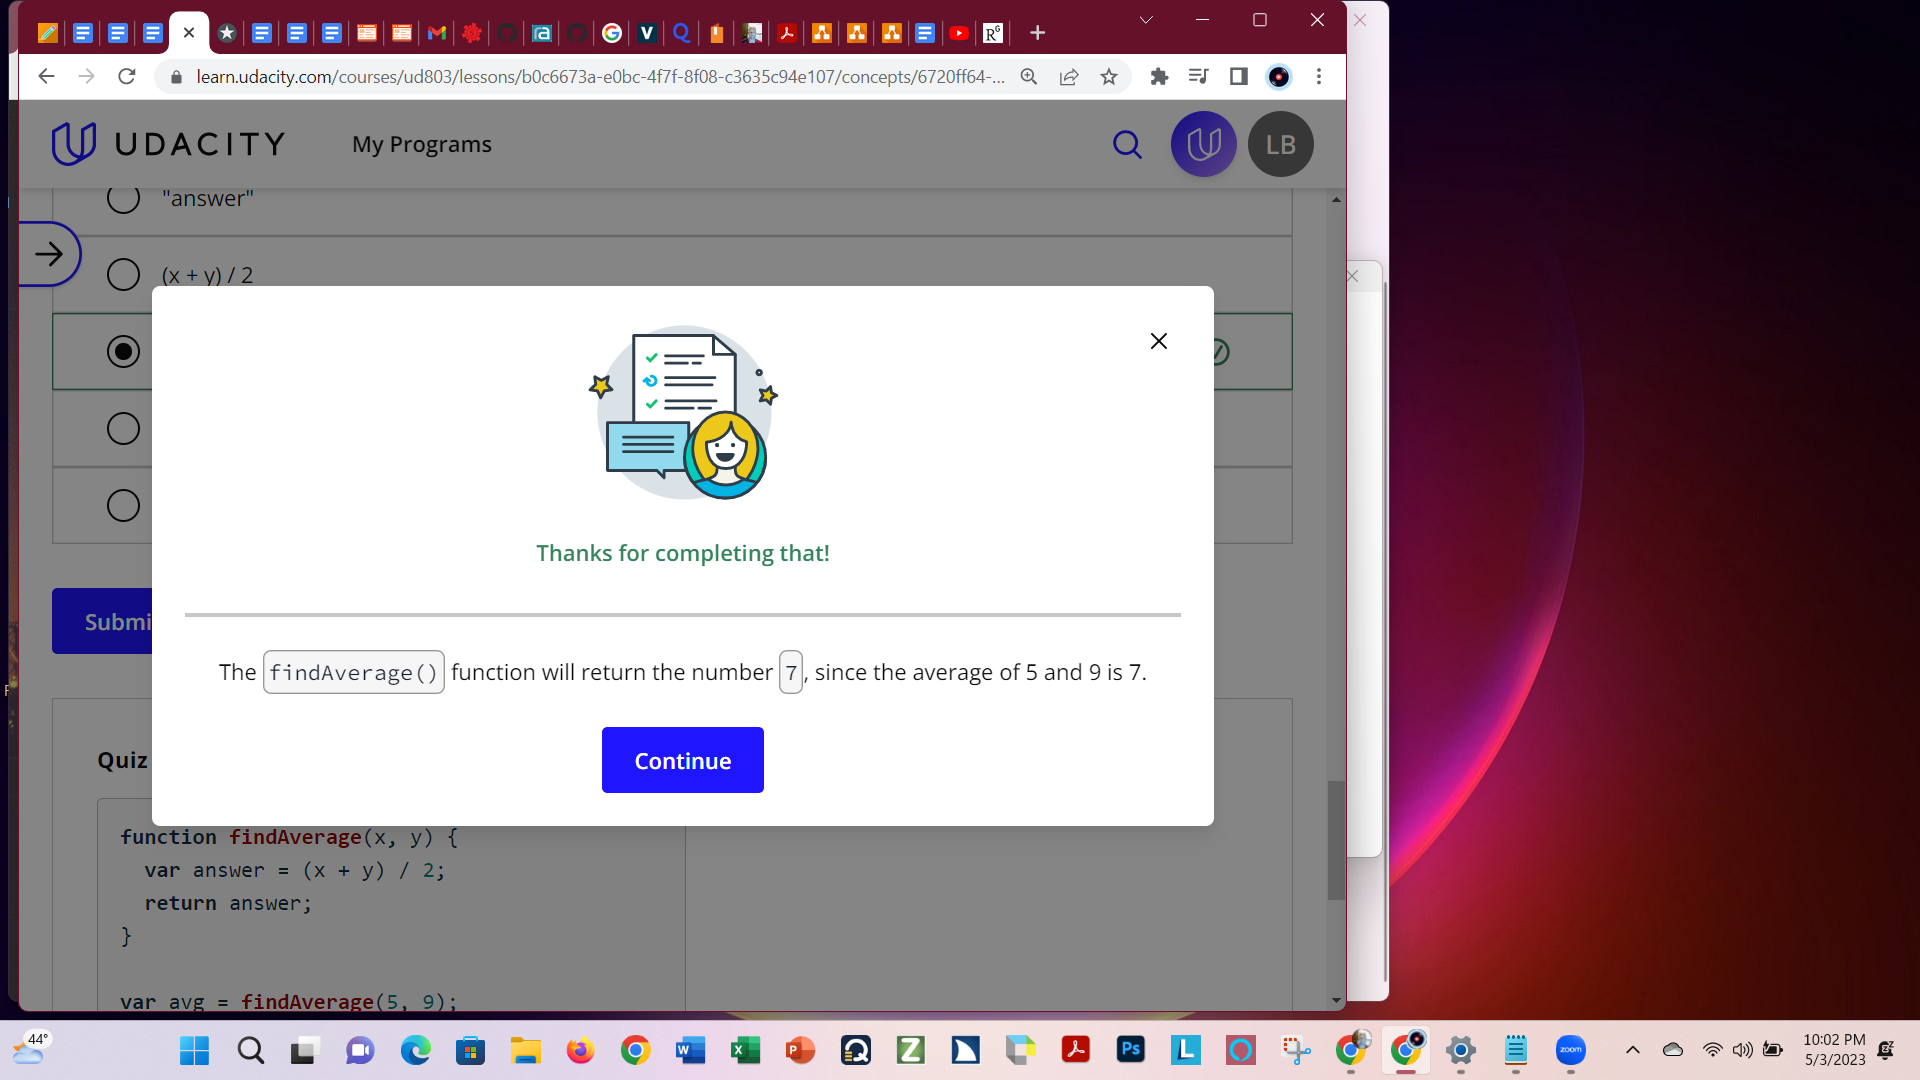 learn.udacity.com/courses/ud803/lessons/b0c6673a-e0bc-4f7f-8f08-c3635c94e107/concepts/6720ff64-...
UDACITY
My Programs
LB
"answer"
(x + y) / 2
Thanks for completing that!
Submi
The findAverage() function will return the number 7, since the average of 5 and 9 is 7.
Continue
Quiz
function findAverage(x, y) {
var answer = (x + y) / 2;
return answer;
}
var avg = findAverage(5, 9);
44°
10:02 PM
5/3/2023